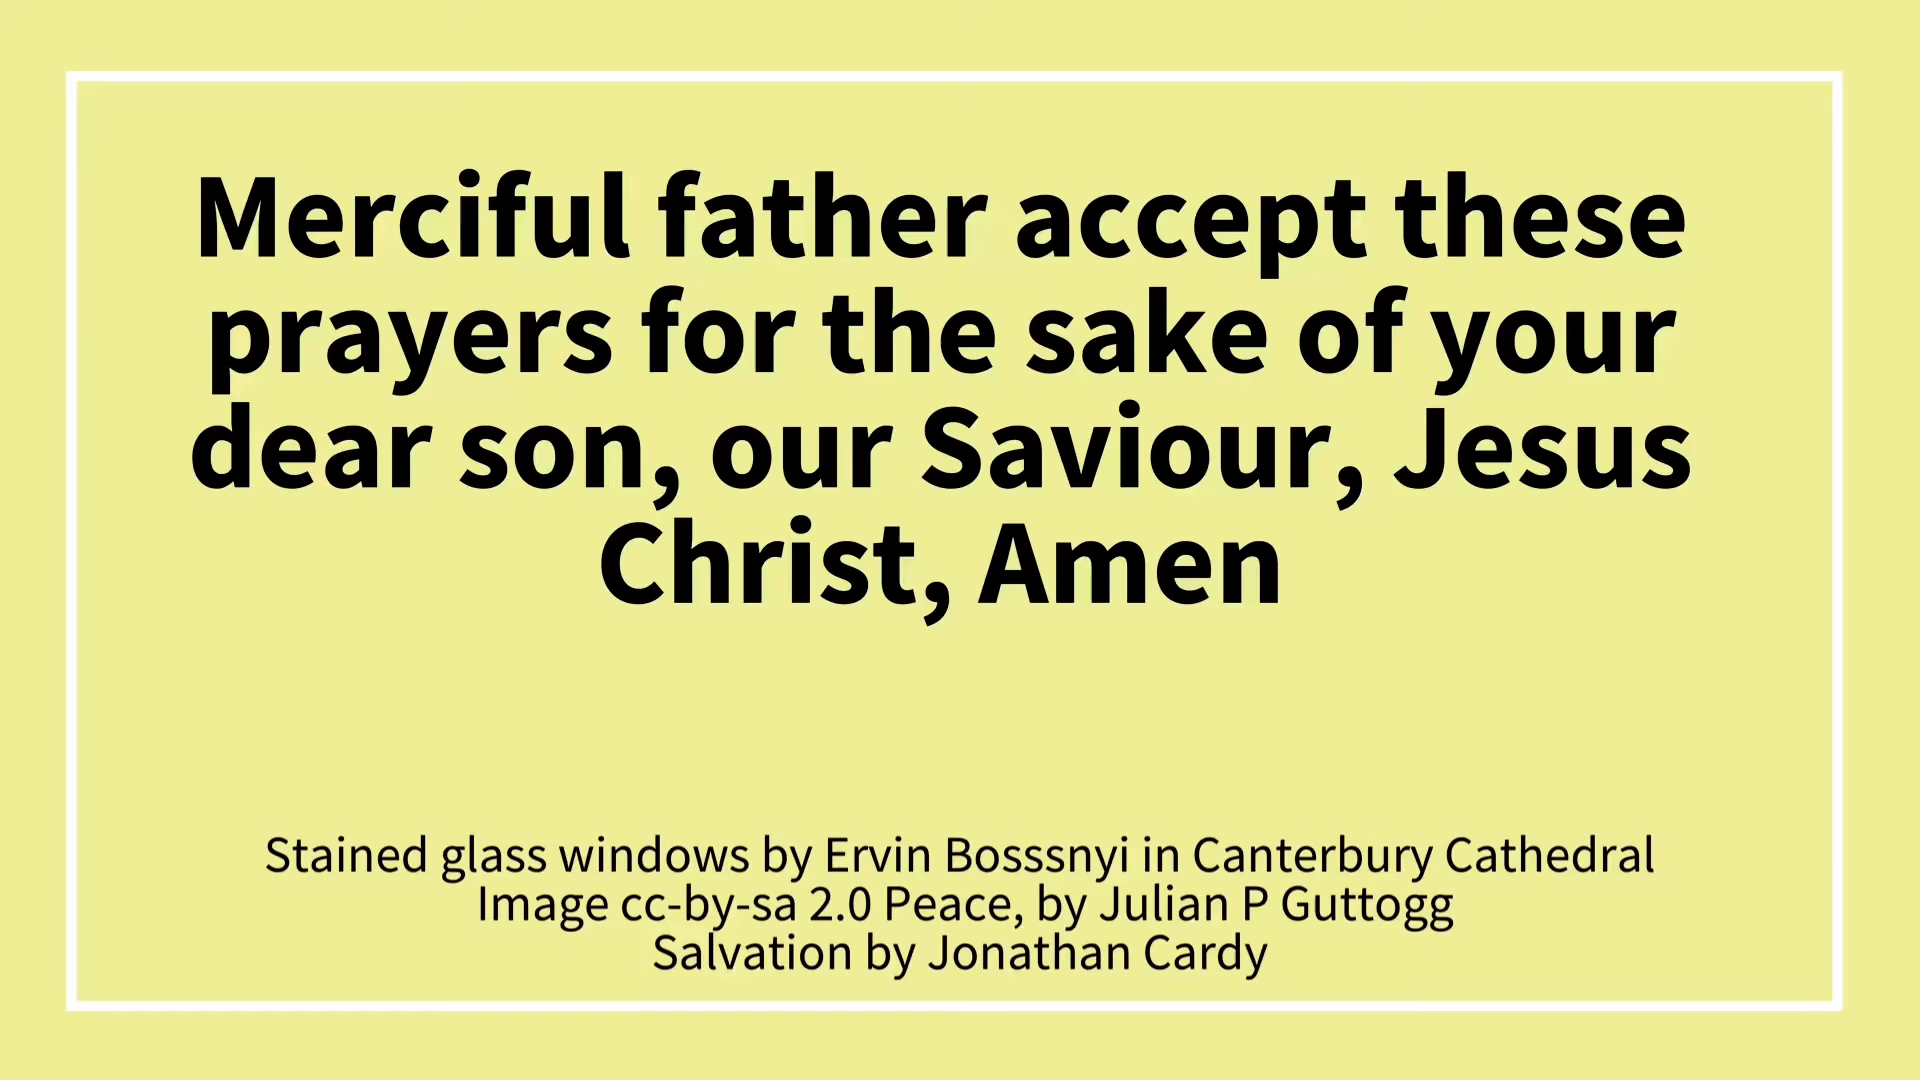 Merciful father accept these
prayers for the sake of your
dear son, our Saviour, Jesus
Christ, Amen
Stained glass windows by Ervin Bosssnyi in Canterbury Cathedral
Image cc-by-sa 2.0 Peace, by Julian P Guttogg
Salvation by Jonathan Cardy